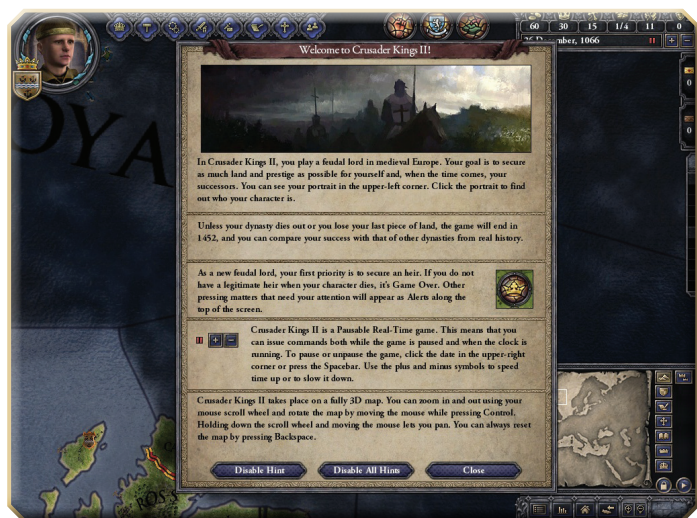 60 30 15 1/4 11 0
mber, 1066
Welcome to Crusader Kings II!
In Crusader Kings II, you play a feudal lord in medieval Europe. Your goal is to secure
as much land and prestige as possible for yourself and, when the time comes, your
successors. You can see your portrait in the upper-left corner. Click the portrait to find
out who your character is.
Unless your dynasty dies out or you lose your last piece of land, the game will end in
1452, and you can compare your success with that of other dynasties from real history.
As a new feudal lord, your first priority is to secure an heir. If you do not
have a legitimate heir when your character dies, it's Game Over. Other
pressing matters that need your attention will appear as Alerts along the
top of the screen.
Crusader Kings II is a Pausable Real-Time game. This means that you
can issue commands both while the game is paused and when the clock is
running. To pause or unpause the game, click the date in the upper-right
corner or press the Spacebar. Use the plus and minus symbols to speed
time up or to slow it down.
Crusader Kings II takes place on a fully 3D map. You can zoom in and out using your
mouse scroll wheel and rotate the map by moving the mouse while pressing Control.
Holding down the scroll wheel and moving the mouse lets you pan. You can always reset
the map by pressing Backspace.
Disable Hint Disable All Hints Close
0
0
OYA
ROSS